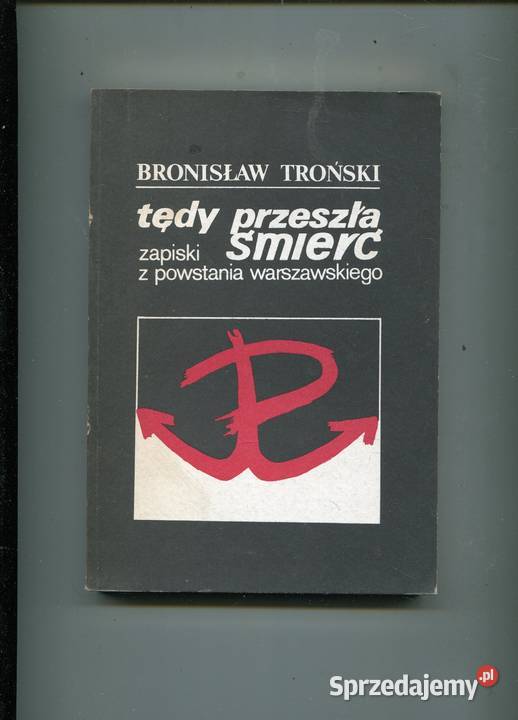 BRONISŁAW TROŃSKI
tędy przeszła
zapiski śmierć
z powstania warszawskiego
Sprzedajemy.pl